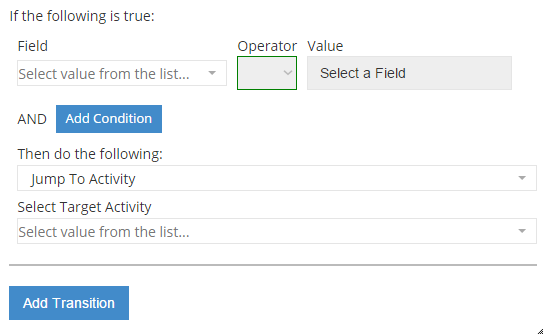 If the following is true:
Field Operator Value
Select value from the list... Select a Field
AND Add Condition
Then do the following:
Jump To Activity
Select Target Activity
Select value from the list...
Add Transition